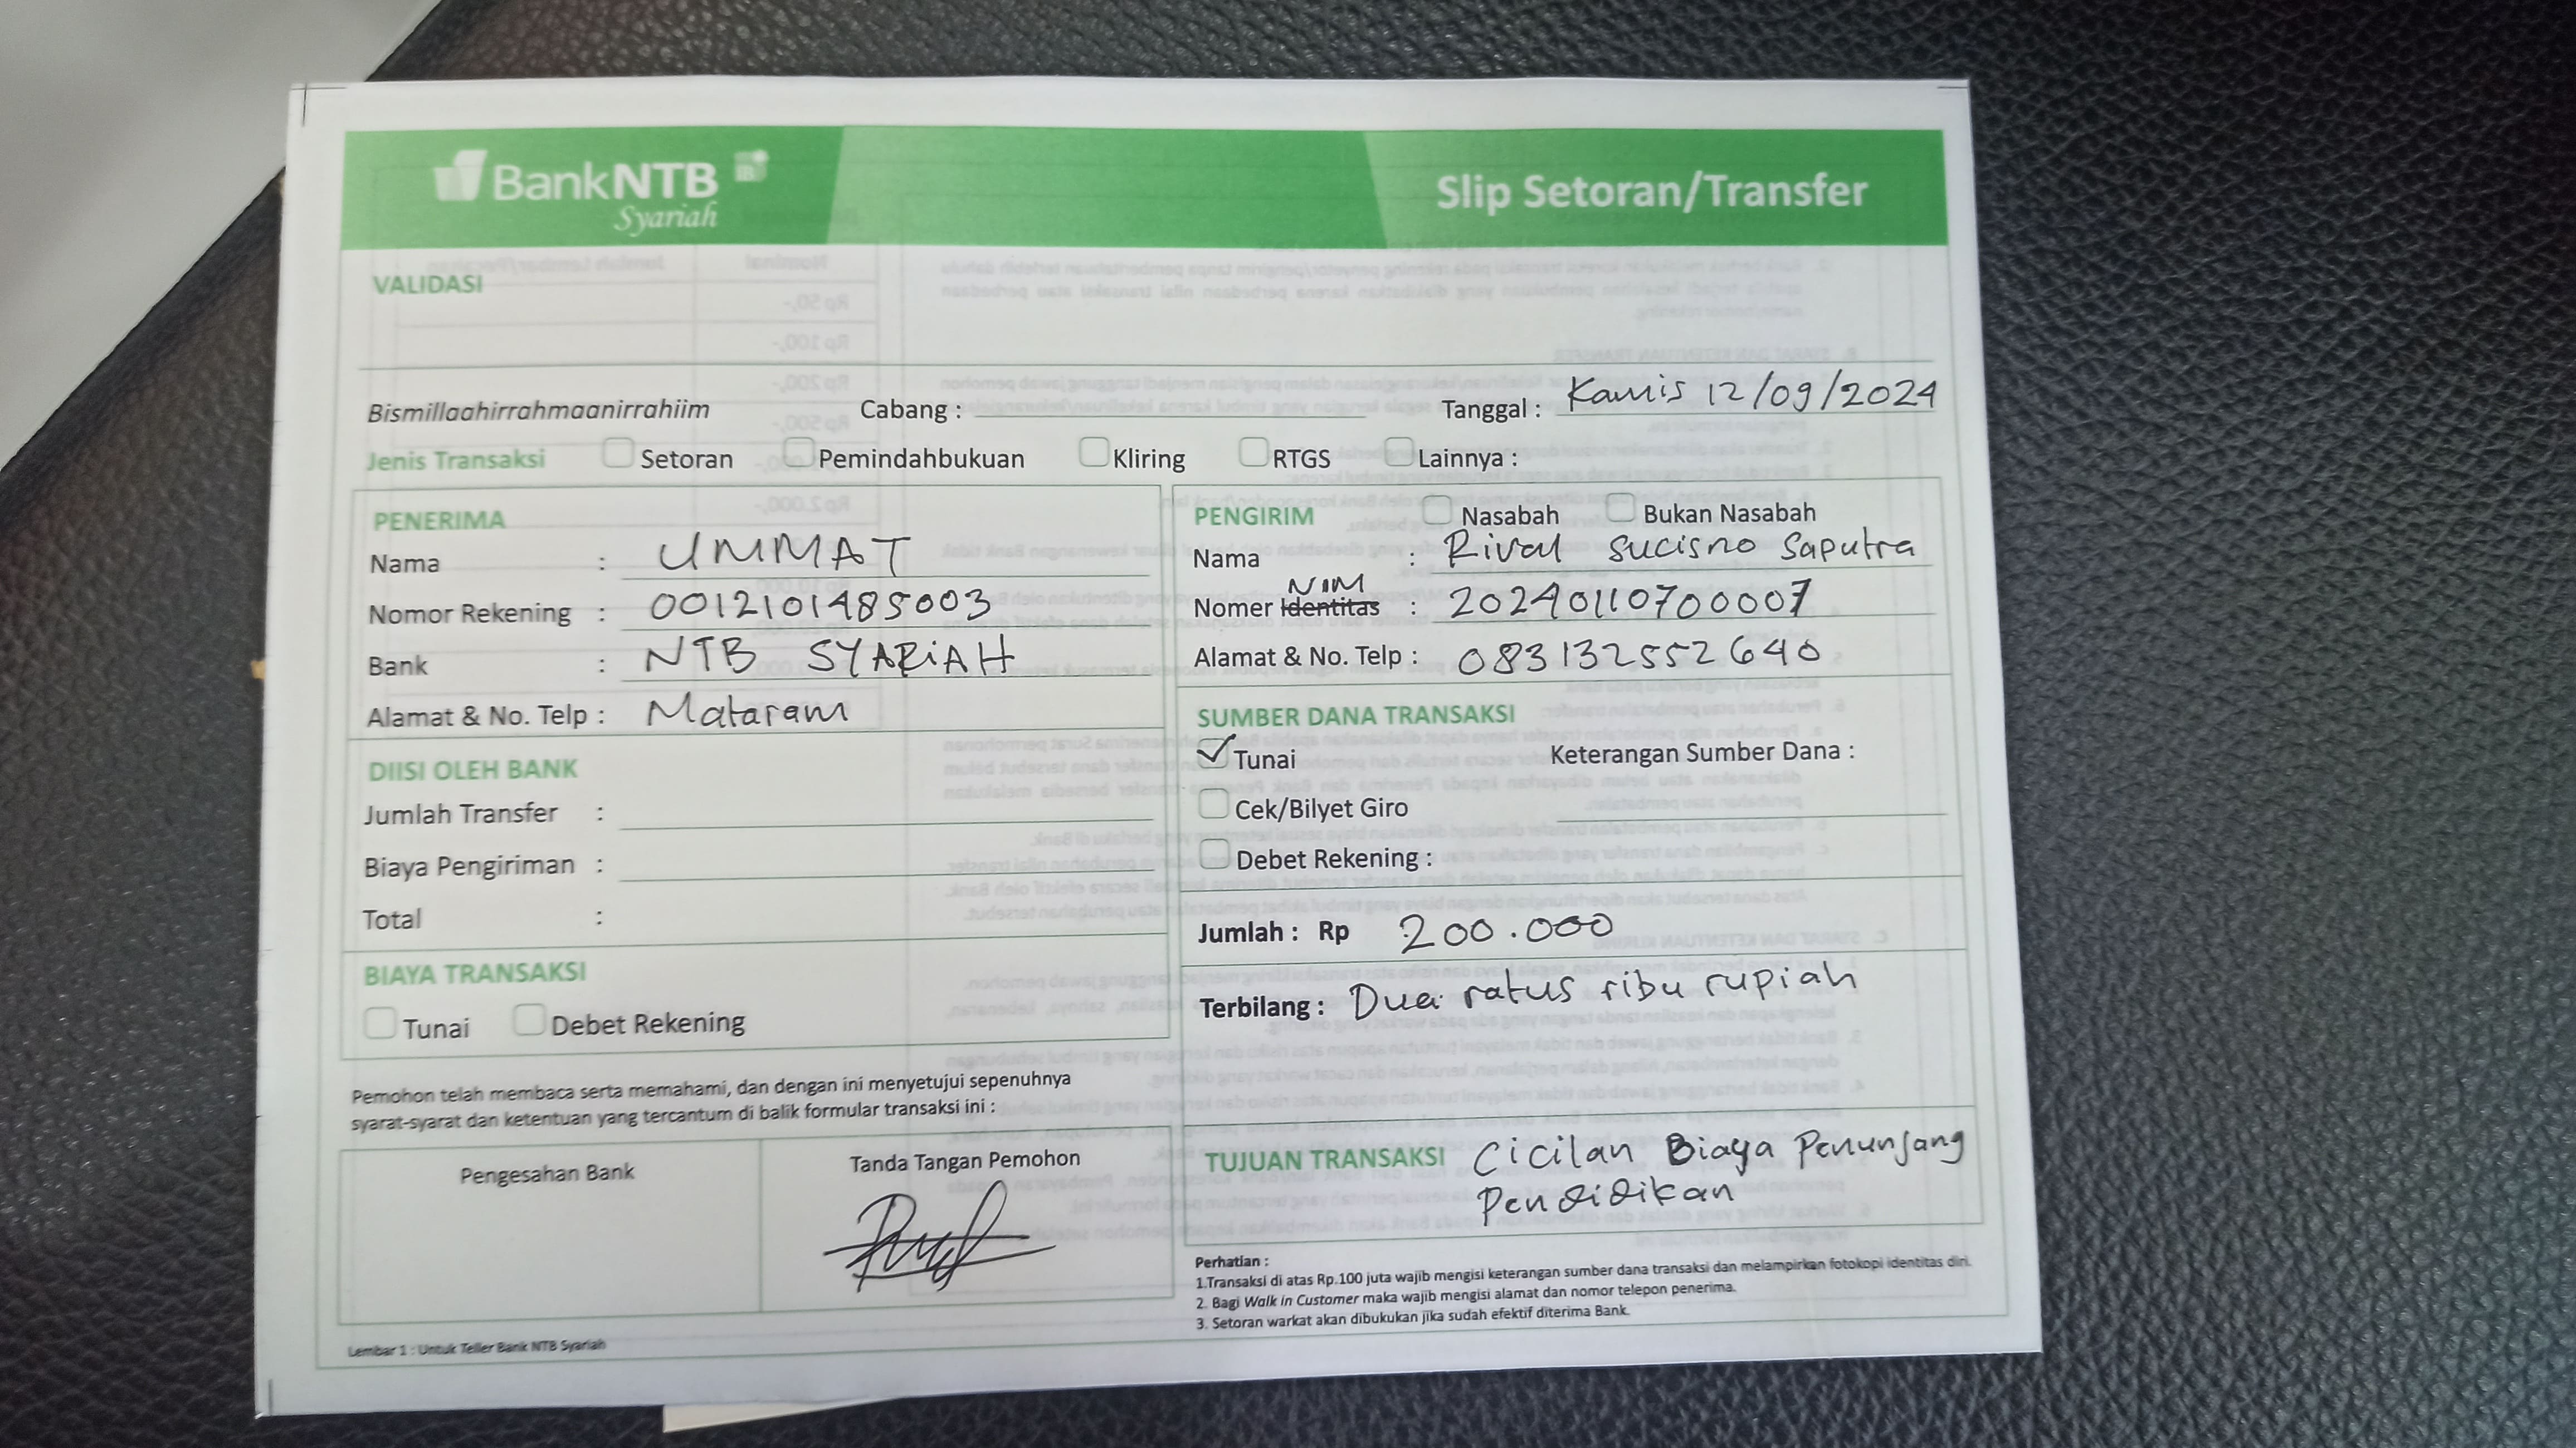 BankNTB iB
Syariah
Slip Setoran/Transfer
VALIDASI
Bismillaahirrahmaanirrahiim Cabang : Tanggal : Kamis 12/09/2024
Jenis Transaksi Setoran Pemindahbukuan Kliring RTGS Lainnya :
PENERIMA
Nama : UMMAT
Nomor Rekening : 0012101485003
Bank : NTB SYARIAH
Alamat & No. Telp : Mataram
DIISI OLEH BANK
Jumlah Transfer :
Biaya Pengiriman :
Total :
BIAYA TRANSAKSI
Tunai Debet Rekening
PENGIRIM Nasabah Bukan Nasabah
Nama : Rival Sucisno Saputra
NIM
Nomer Identitas : 20240110700007
Alamat & No. Telp : 083132552640
SUMBER DANA TRANSAKSI
Tunai Keterangan Sumber Dana :
Cek/Bilyet Giro
Debet Rekening :
Jumlah : Rp 200.000
Terbilang : Dua ratus ribu rupiah
Pemohon telah membaca serta memahami, dan dengan ini menyetujui sepenuhnya
syarat-syarat dan ketentuan yang tercantum di balik formular transaksi ini :
Pengesahan Bank
Tanda Tangan Pemohon
TUJUAN TRANSAKSI Cicilan Biaya Penunjang
Pendidikan
Perhatian :
1.Transaksi di atas Rp.100 juta wajib mengisi keterangan sumber dana transaksi dan melampirkan fotokopi identitas diri.
2. Bagi Walk in Customer maka wajib mengisi alamat dan nomor telepon penerima.
3. Setoran warkat akan dibukukan jika sudah efektif diterima Bank.
Lembar 1 : Untuk Teller Bank NTB Syariah